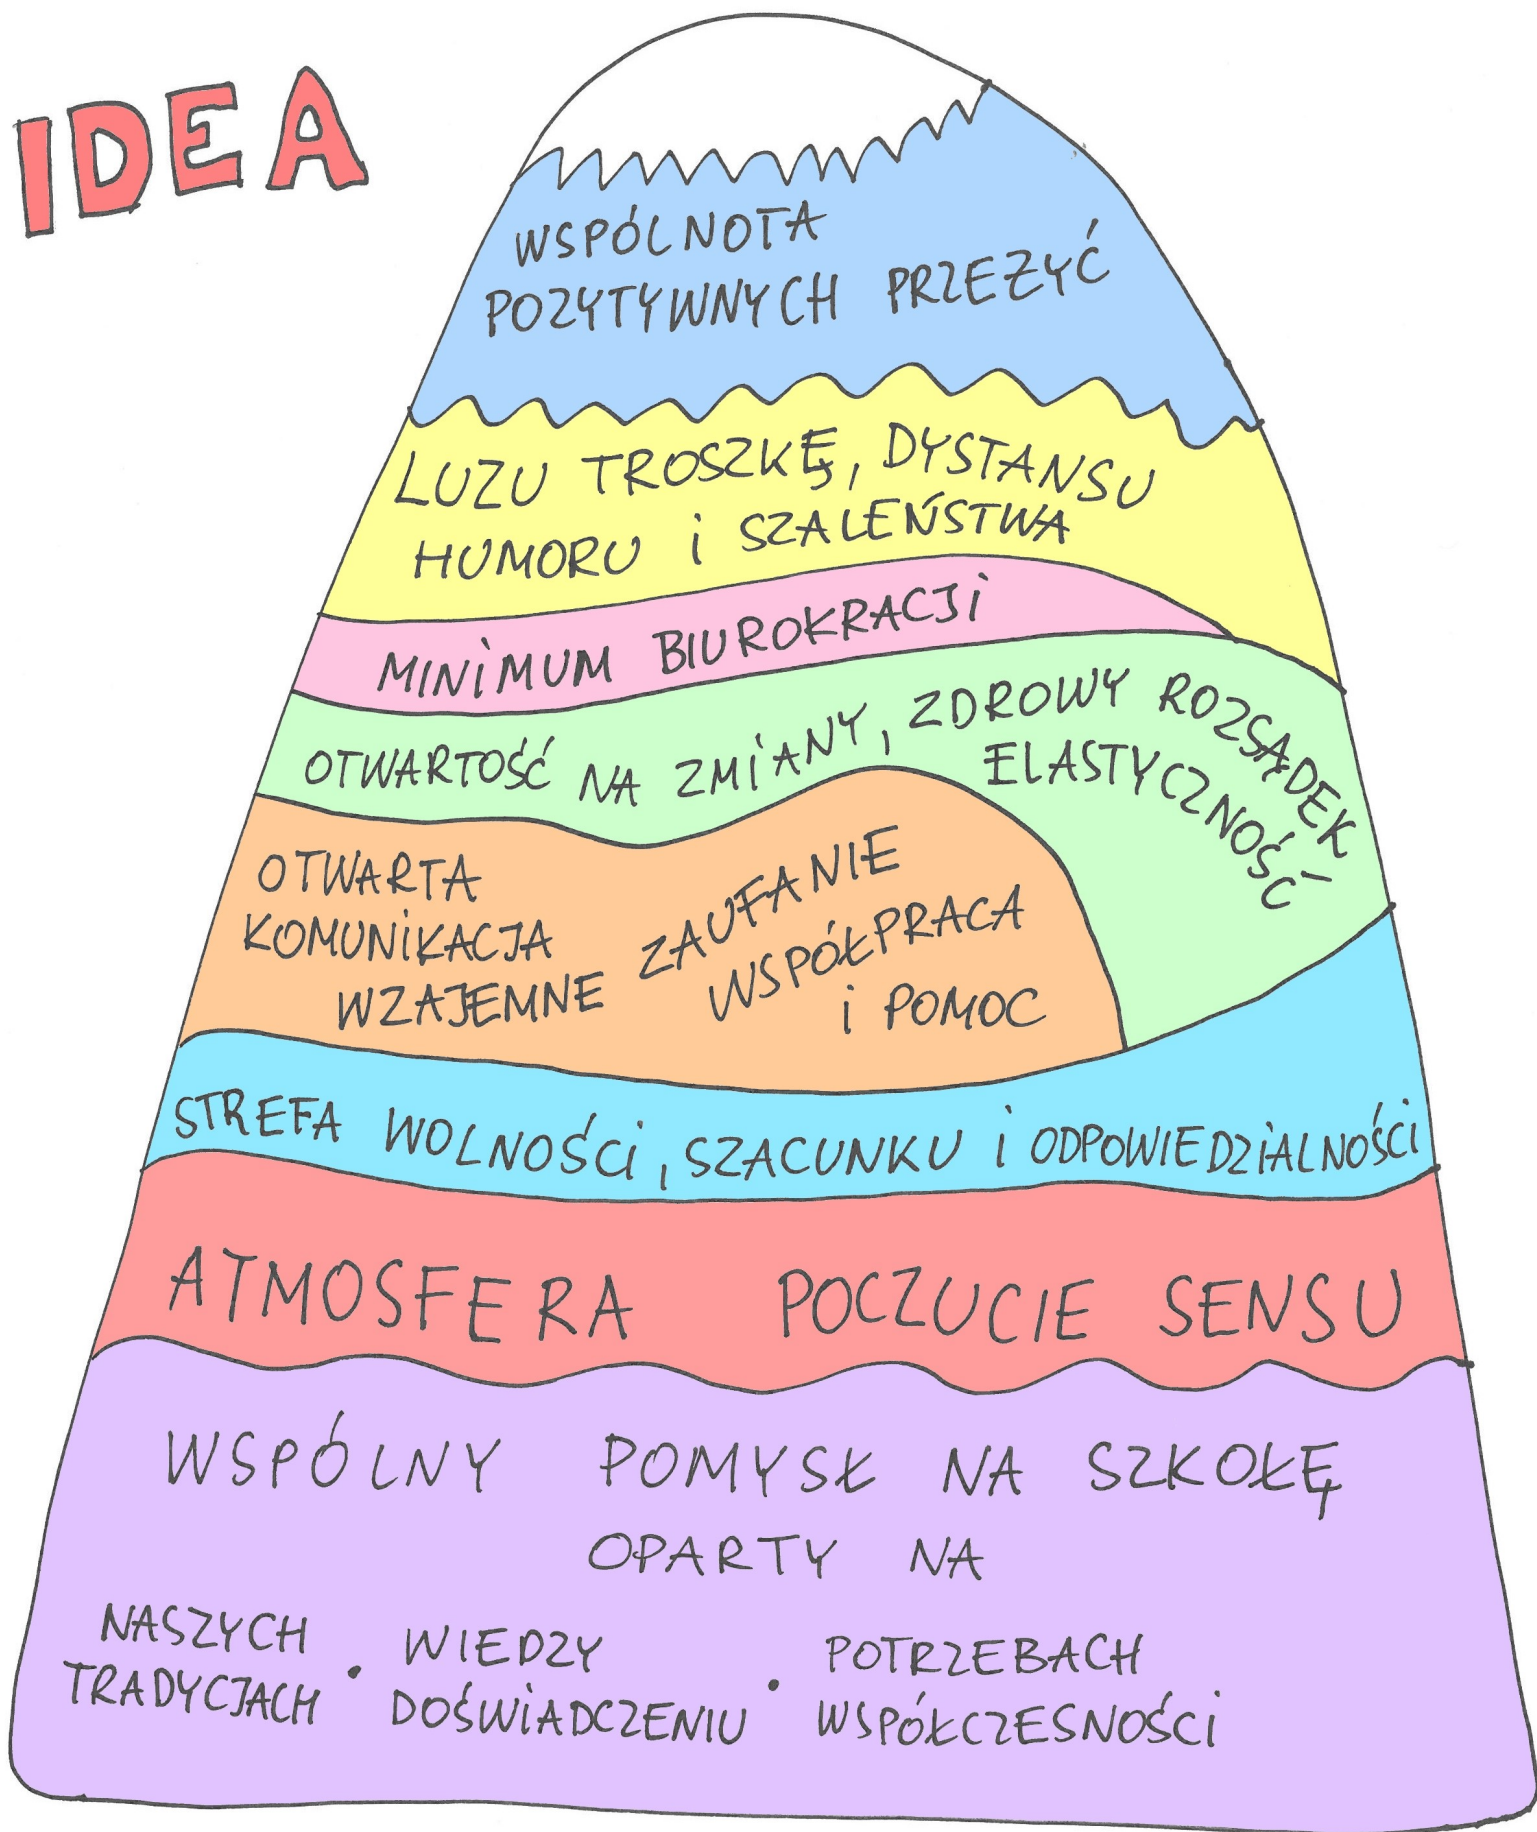 IDEA
WSPÓLNOTA
POZYTYWNYCH PRZEŻYĆ
LUZU TROSZKĘ, DYSTANSU
HUMORU i SZALEŃSTWA
MINiMUM BIUROKRACJi
OTWARTOŚĆ NA ZMiANY, ZDROWY ROZSĄDEK
ELASTYCZNOŚĆ
OTWARTA
KOMUNiKACJA
WZAJEMNE ZAUFANIE
WSPÓŁPRACA
i POMOC
STREFA WOLNOŚCi, SZACUNKU i ODPOWIEDZiALNOŚCi
ATMOSFERA POCZUCIE SENSU
WSPÓLNY POMYSŁ NA SZKOŁĘ
OPARTY NA
NASZYCH
TRADYCJACH •
WIEDZY
DOŚWiADCZENIU •
POTRZEBACH
WSPÓŁCZESNOŚCi